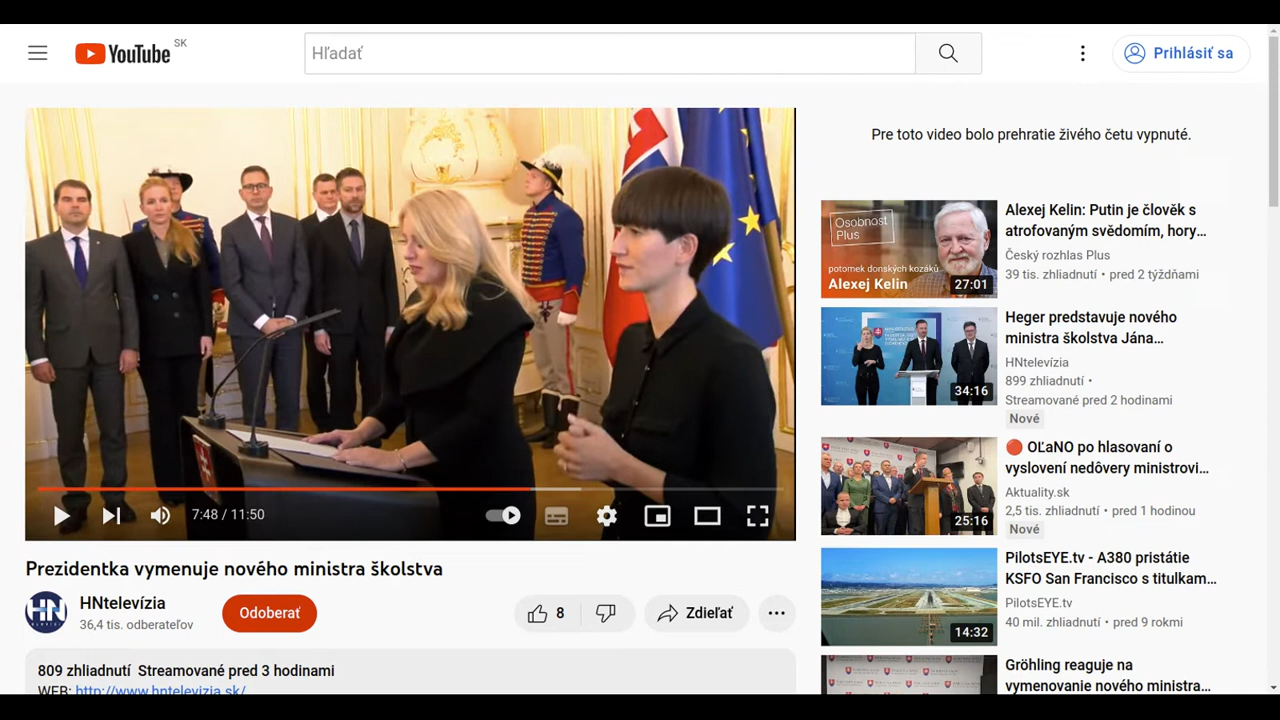 YouTube SK
Hľadať
Prihlásiť sa
7:48 / 11:50
Prezidentka vymenuje nového ministra školstva
HN
HNtelevízia
36,4 tis. odberateľov
Odoberať
8
Zdieľať
809 zhliadnutí Streamované pred 3 hodinami
WEB: http://www.hntelevizia.sk/
Pre toto video bolo prehratie živého četu vypnuté.
Osobnost
Plus
potomek donských kozáků
Alexej Kelin
27:01
Alexej Kelin: Putin je člověk s
atrofovaným svědomím, hory...
Český rozhlas Plus
39 tis. zhliadnutí • pred 2 týždňami
34:16
Heger predstavuje nového
ministra školstva Jána...
HNtelevízia
899 zhliadnutí •
Streamované pred 2 hodinami
Nové
25:16
🔴 OĽaNO po hlasovaní o
vyslovení nedôvery ministrovi...
Aktuality.sk
2,5 tis. zhliadnutí • pred 1 hodinou
Nové
14:32
PilotsEYE.tv - A380 pristátie
KSFO San Francisco s titulkam...
PilotsEYE.tv
40 mil. zhliadnutí • pred 9 rokmi
Gröhling reaguje na
vymenovanie nového ministra...